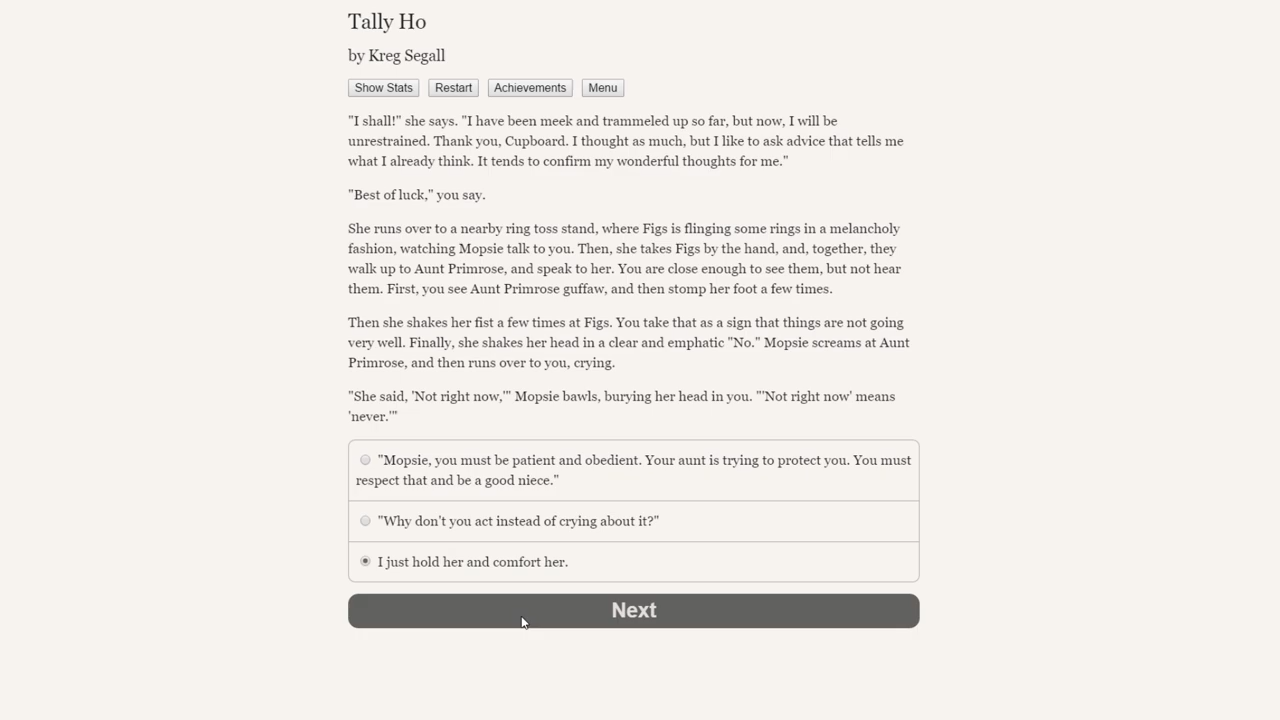 Tally Ho
by Kreg Segall
Show Stats Restart Achievements Menu
"I shall!" she says. "I have been meek and trammeled up so far, but now, I will be
unrestrained. Thank you, Cupboard. I thought as much, but I like to ask advice that tells me
what I already think. It tends to confirm my wonderful thoughts for me."
"Best of luck," you say.
She runs over to a nearby ring toss stand, where Figs is flinging some rings in a melancholy
fashion, watching Mopsie talk to you. Then, she takes Figs by the hand, and, together, they
walk up to Aunt Primrose, and speak to her. You are close enough to see them, but not hear
them. First, you see Aunt Primrose guffaw, and then stomp her foot a few times.
Then she shakes her fist a few times at Figs. You take that as a sign that things are not going
very well. Finally, she shakes her head in a clear and emphatic "No." Mopsie screams at Aunt
Primrose, and then runs over to you, crying.
"She said, 'Not right now,'" Mopsie bawls, burying her head in you. "'Not right now' means
'never.'"
"Mopsie, you must be patient and obedient. Your aunt is trying to protect you. You must
respect that and be a good niece."
"Why don't you act instead of crying about it?"
I just hold her and comfort her.
Next